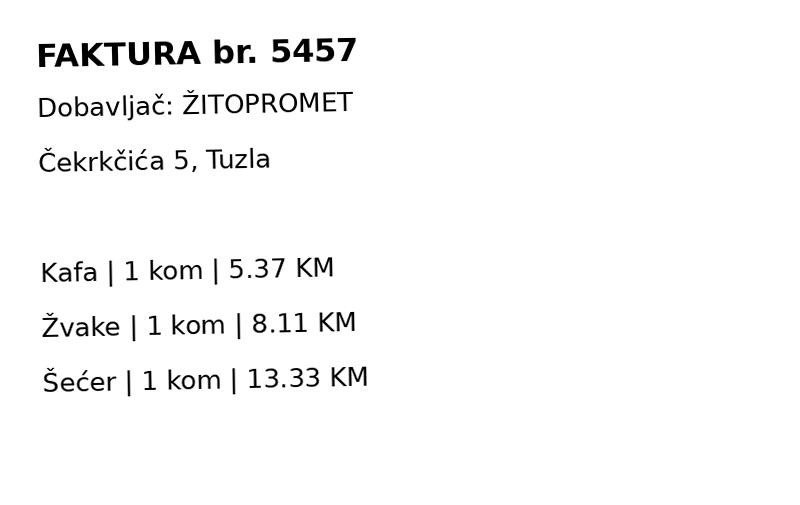 FAKTURA br. 5457
Dobavljač: ŽITOPROMET
Čekrkčića 5, Tuzla
Kafa | 1 kom | 5.37 KM
Žvake | 1 kom | 8.11 KM
Šećer | 1 kom | 13.33 KM